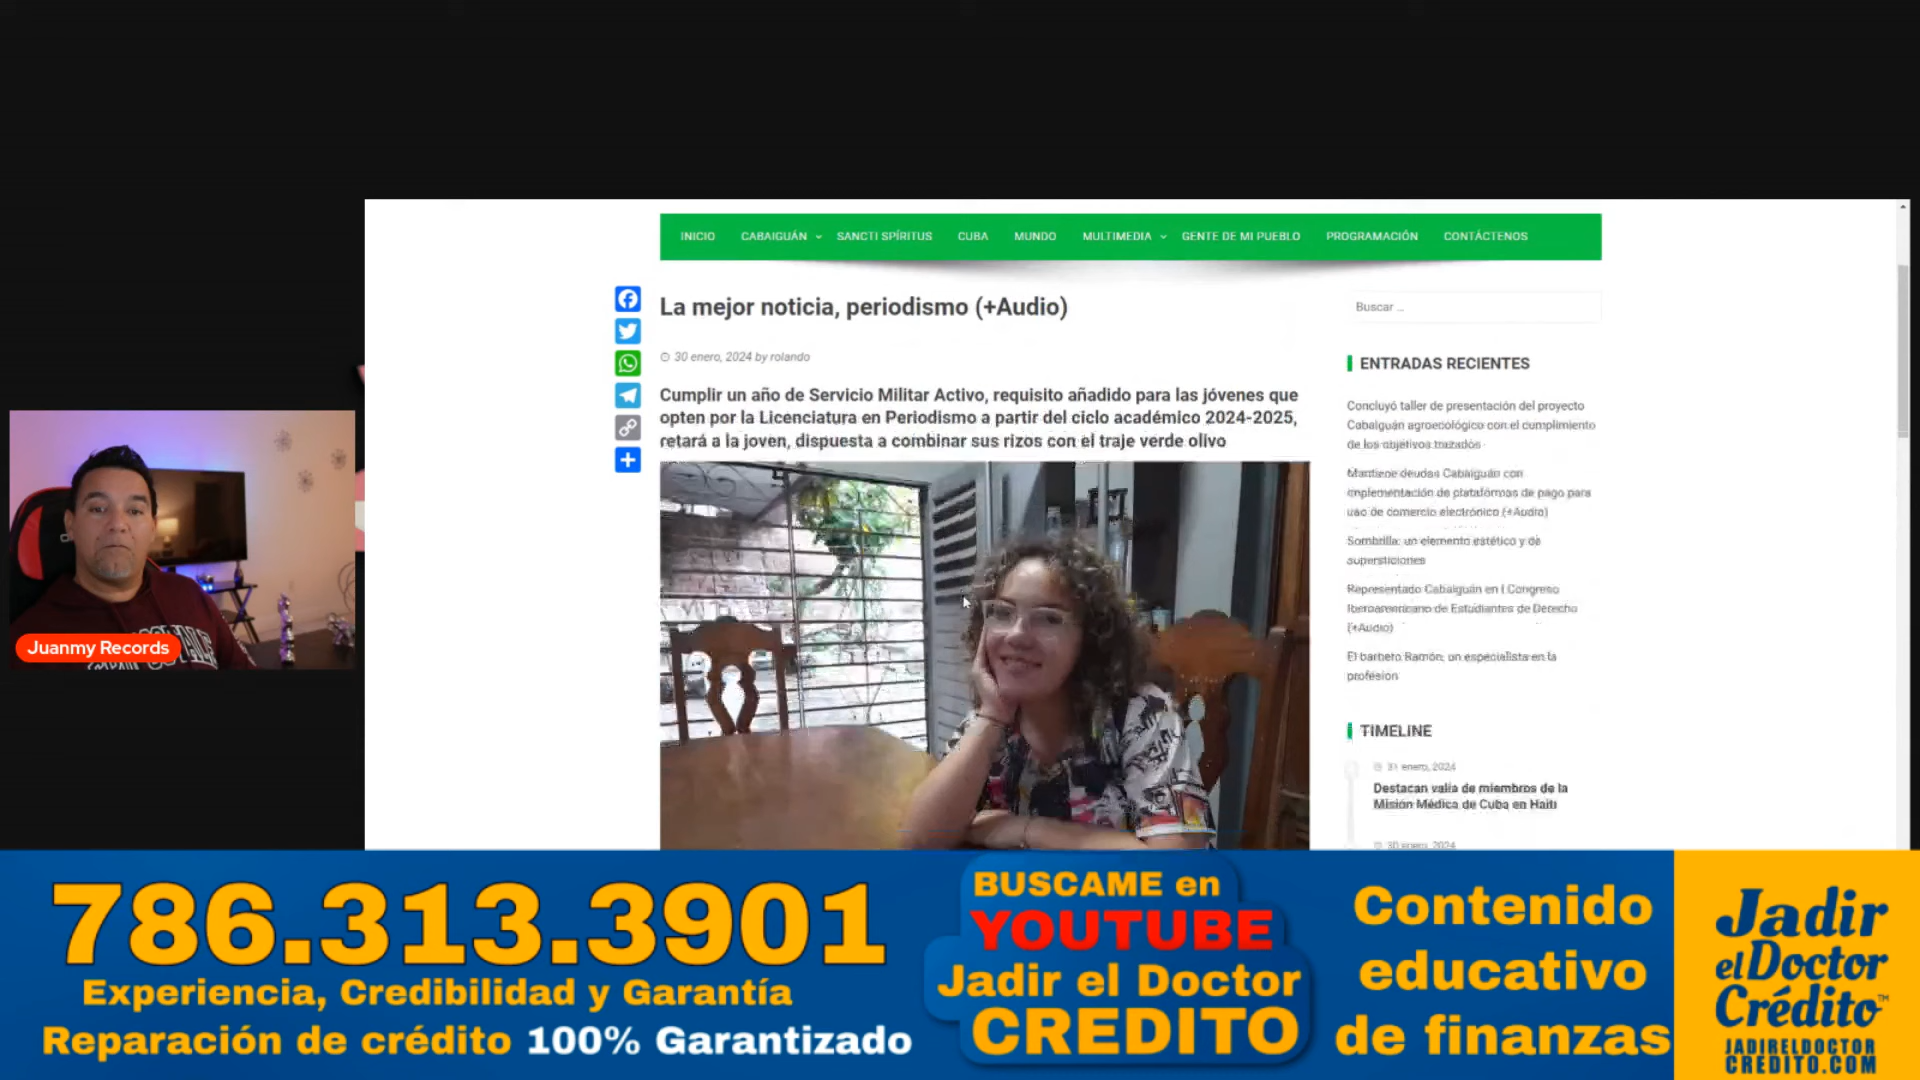 INICIO CABAIGUÁN SANCTI SPÍRITUS CUBA MUNDO MULTIMEDIA GENTE DE MI PUEBLO PROGRAMACIÓN CONTÁCTENOS
La mejor noticia, periodismo (+Audio)
30 enero, 2024 by rolando
Cumplir un año de Servicio Militar Activo, requisito añadido para las jóvenes que
opten por la Licenciatura en Periodismo a partir del ciclo académico 2024-2025,
retará a la joven, dispuesta a combinar sus rizos con el traje verde olivo
Buscar ...
ENTRADAS RECIENTES
Concluyó taller de presentación del proyecto
Cabaiguán agroecológico con el cumplimiento
de los objetivos trazados
Mantiene deudas Cabaiguán con
implementación de plataformas de pago para
uso de comercio electrónico (+Audio)
Sombrilla: un elemento estético y de
supersticiones
Representado Cabaiguán en I Congreso
Iberoamericano de Estudiantes de Derecho
(+Audio)
El barbero Ramón, un especialista en la
profesión
TIMELINE
31 enero, 2024
Destacan valía de miembros de la
Misión Médica de Cuba en Haití
30 enero, 2024
Juanmy Records
786.313.3901
Experiencia, Credibilidad y Garantía
Reparación de crédito 100% Garantizado
BUSCAME en
YOUTUBE
Jadir el Doctor
CREDITO
Contenido
educativo
de finanzas
Jadir
el Doctor
Crédito™
JADIRELDOCTOR
CREDITO.COM